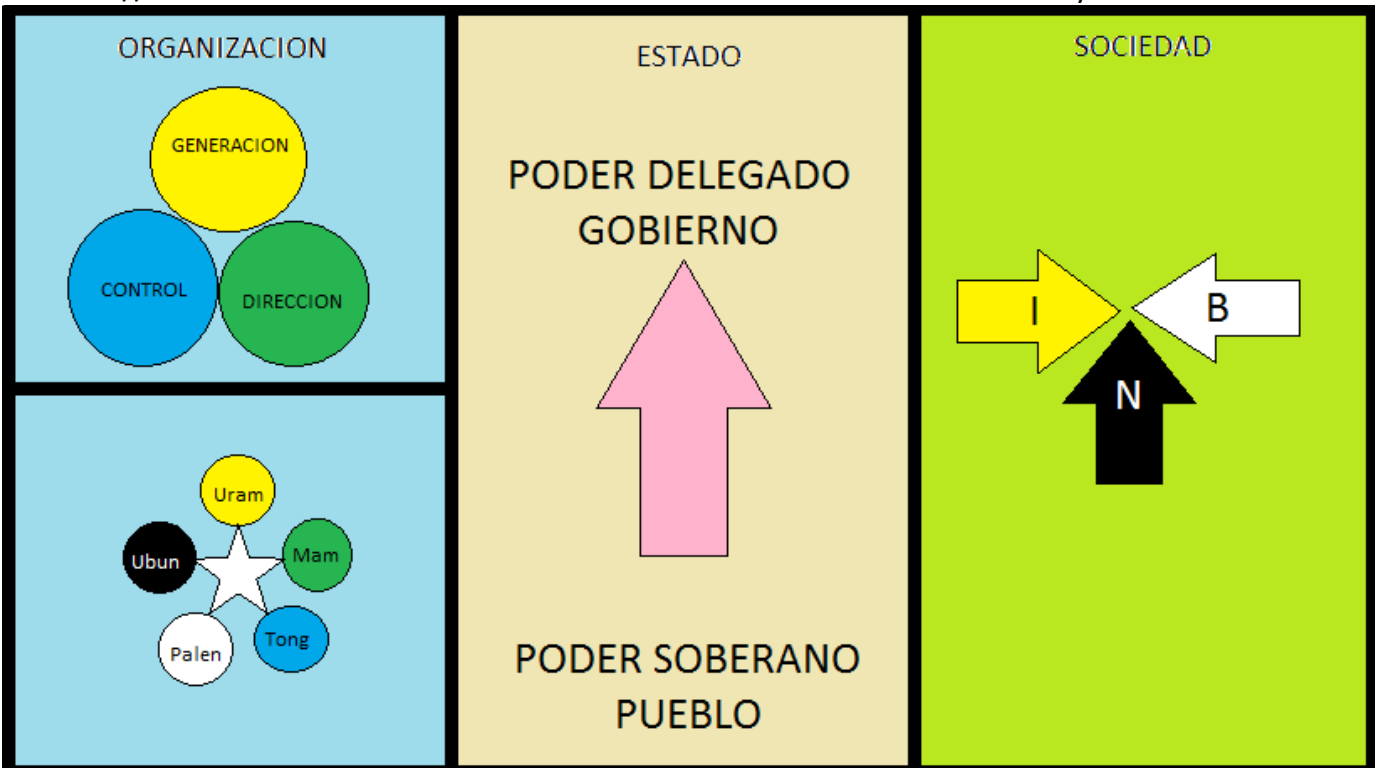 ORGANIZACION
GENERACION
CONTROL
DIRECCION
Uram
Ubun
Mam
Palen
Tong
ESTADO
PODER DELEGADO
GOBIERNO
PODER SOBERANO
PUEBLO
SOCIEDAD
I
B
N